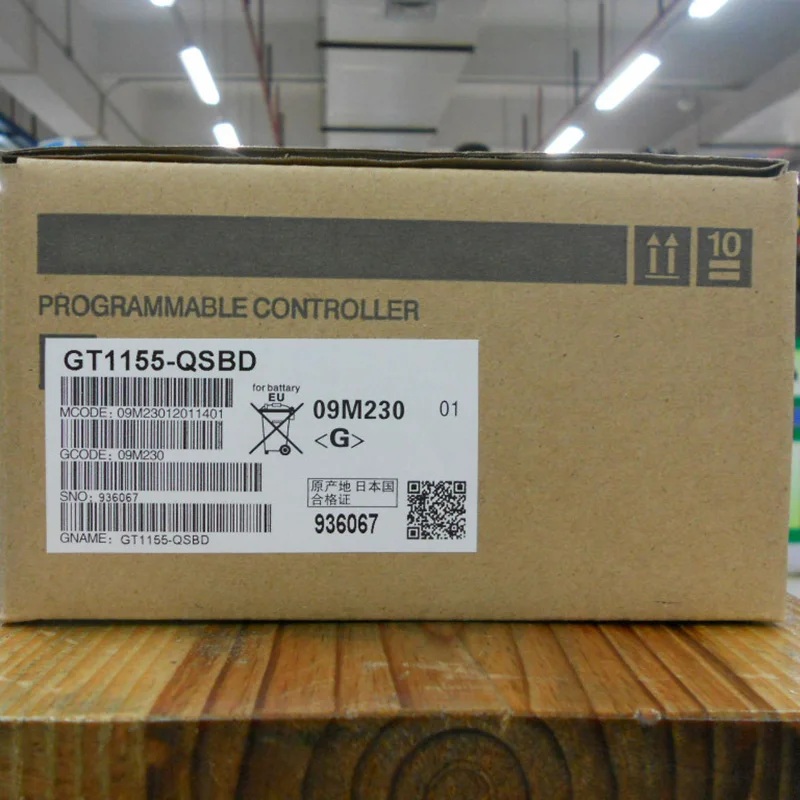 10
PROGRAMMABLE CONTROLLER
GT1155-QSBD
MCODE: 09M23012011401
GCODE: 09M230
SNO: 936067
GNAME: GT1155-QSBD
for battary
EU
09M230 01
<G>
原产地 日本国
合格证
936067